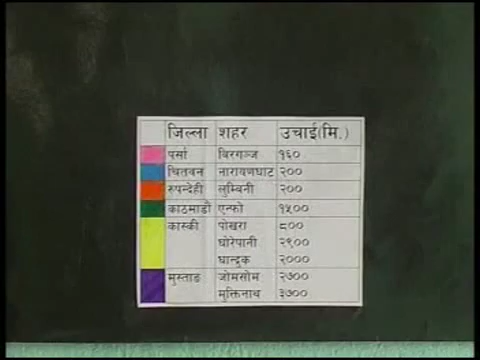 जिल्ला शहर उचाई(मि.)
पर्सा बिरगञ्ज १६०
चितवन नारायणघाट २००
रुपन्देही लुम्बिनी २००
काठमाडौ एन्फो १५००
कास्की पोखरा ८००
घोरेपानी २९००
घान्द्रुक २०००
मुस्ताङ जोमसोम २७००
मुक्तिनाथ ३७००